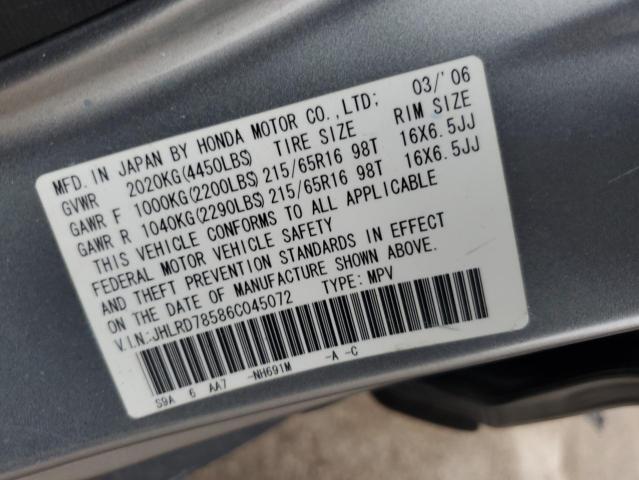 MFD. IN JAPAN BY HONDA MOTOR CO.,LTD; 03/'06
GVWR 2020KG(4450LBS) TIRE SIZE RIM SIZE
GAWR F 1000KG(2200LBS) 215/65R16 98T 16X6.5JJ
GAWR R 1040KG(2290LBS) 215/65R16 98T 16X6.5JJ
THIS VEHICLE CONFORMS TO ALL APPLICABLE
FEDERAL MOTOR VEHICLE SAFETY
AND THEFT PREVENTION STANDARDS IN EFFECT
ON THE DATE OF MANUFACTURE SHOWN ABOVE.
V.I.N.:JHLRD78586C045072 TYPE: MPV
S9A 6 AA7 -NH691M -A -C